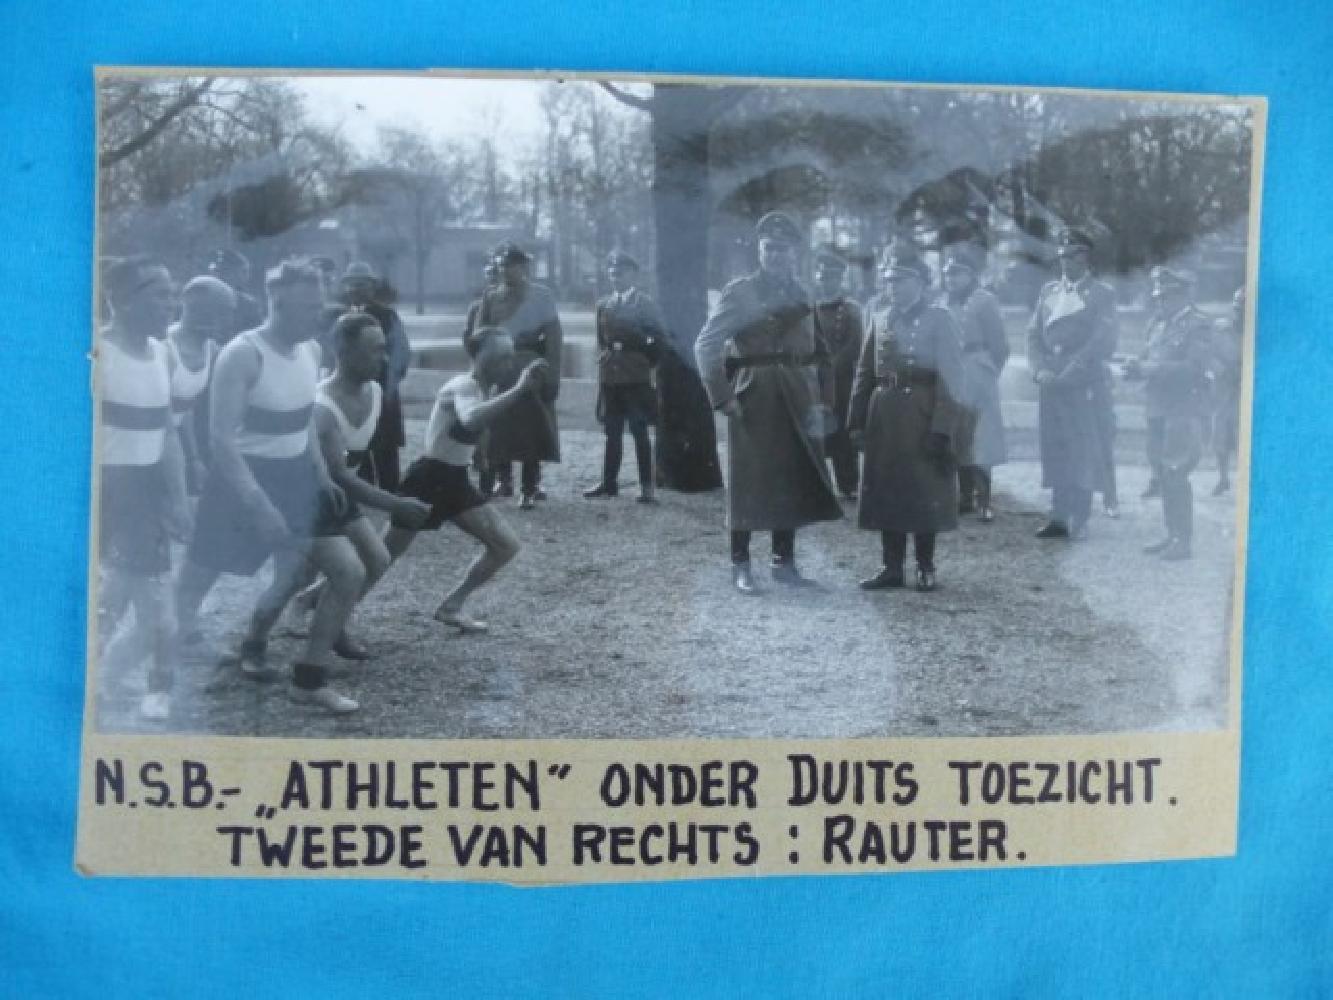 N.S.B.- „ATHLETEN“ ONDER DUITS TOEZICHT.
TWEEDE VAN RECHTS : RAUTER.